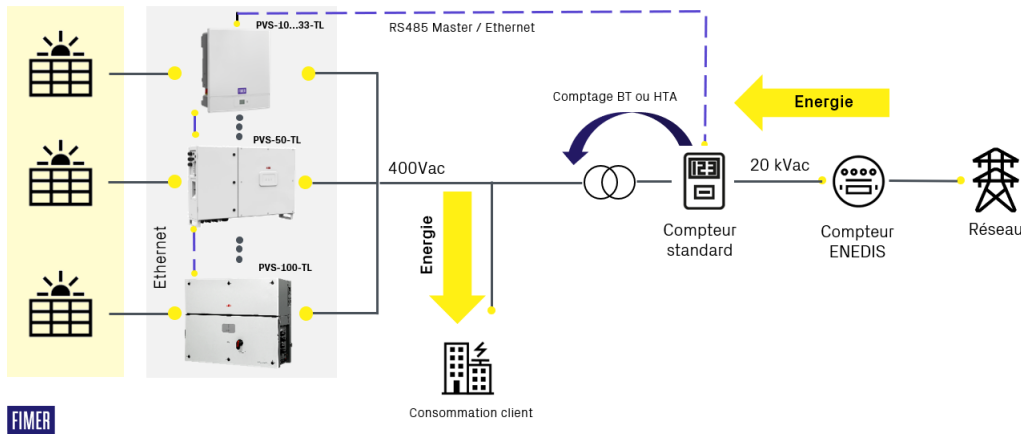 PVS-10...33-TL
RS485 Master / Ethernet
Comptage BT ou HTA
Energie
PVS-50-TL
400Vac
123
20 kVac
Compteur
standard
Compteur
ENEDIS
Réseau
Energie
Ethernet
PVS-100-TL
Consommation client
FIMER